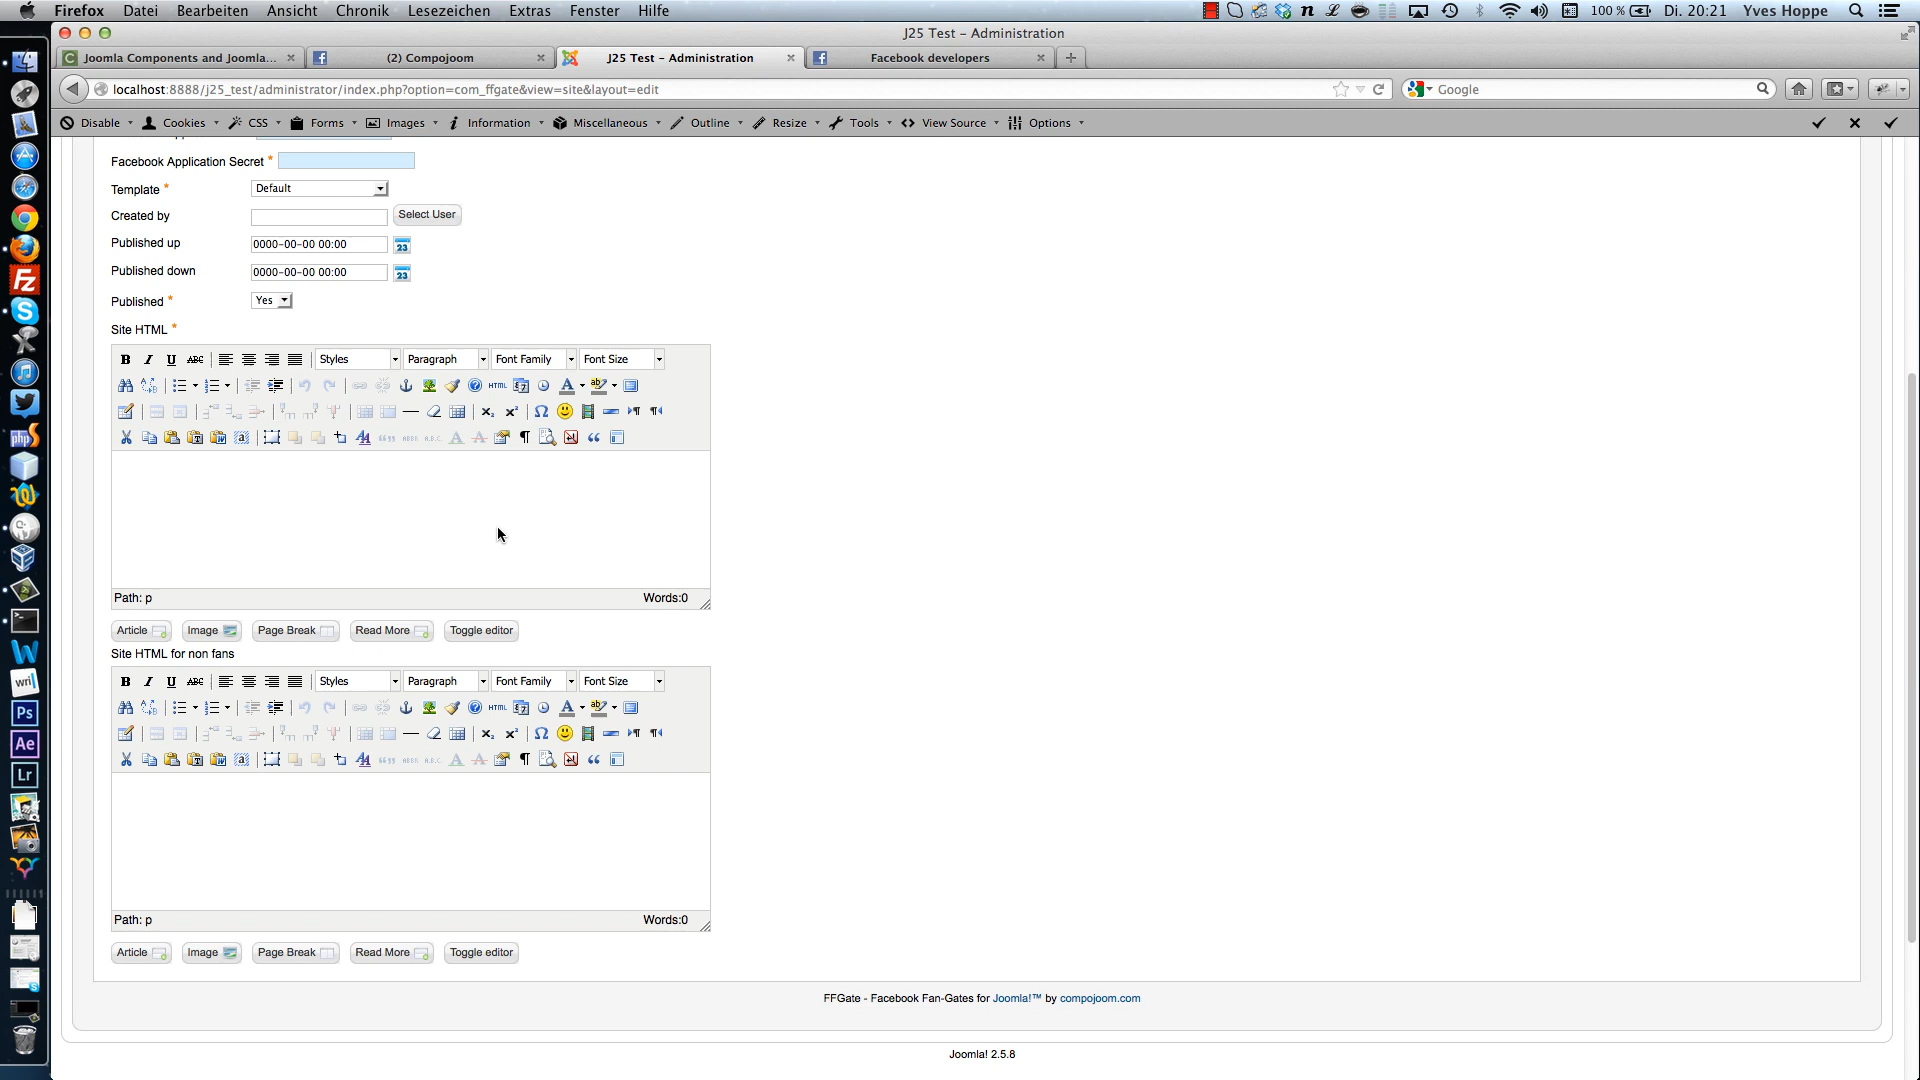 Firefox Datei Bearbeiten Ansicht Chronik Lesezeichen Extras Fenster Hilfe 100 % Di. 20:21 Yves Hoppe
J25 Test – Administration
Joomla Components and Joomla... (2) Compojoom J25 Test – Administration Facebook developers
localhost:8888/j25_test/administrator/index.php?option=com_ffgate&view=site&layout=edit Google
Disable Cookies CSS Forms Images Information Miscellaneous Outline Resize Tools View Source Options
Facebook Application Secret *
Template * Default
Created by Select User
Published up 0000-00-00 00:00 23
Published down 0000-00-00 00:00 23
Published * Yes
Site HTML *
B I U ABC Styles Paragraph Font Family Font Size
HTML
Path: p Words:0
Article Image Page Break Read More Toggle editor
Site HTML for non fans
B I U ABC Styles Paragraph Font Family Font Size
HTML
Path: p Words:0
Article Image Page Break Read More Toggle editor
FFGate - Facebook Fan-Gates for Joomla!™ by compojoom.com
Joomla! 2.5.8